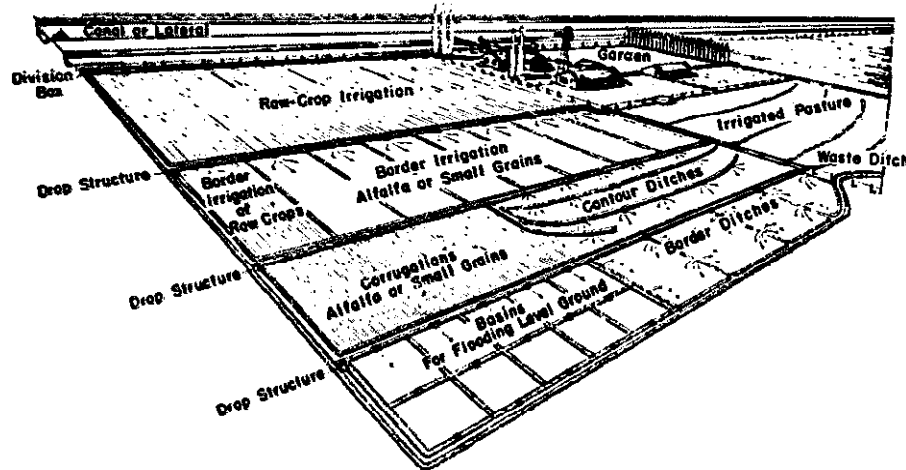 Canal or Lateral
Division
Box
Garden
Row-Crop Irrigation
Irrigated Pasture
Waste Ditch
Drop Structure
Border
Irrigation
of
Row Crops
Border Irrigation
Alfalfa or Small Grains
Contour Ditches
Border Ditches
Drop Structure
Corrugations
Alfalfa or Small Grains
Basins
For Flooding Level Ground
Drop Structure